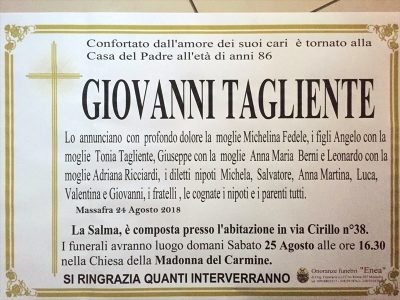 Confortato dall'amore dei suoi cari è tornato alla
Casa del Padre all'età di anni 86
GIOVANNI TAGLIENTE
Lo annunciano con profondo dolore la moglie Michelina Fedele, i figli Angelo con la
moglie Tonia Tagliente, Giuseppe con la moglie Anna Maria Berni e Leonardo con la
moglie Adriana Ricciardi, i diletti nipoti Michela, Salvatore, Anna Martina, Luca,
Valentina e Giovanni, i fratelli, le cognate i nipoti e i parenti tutti.
Massafra 24 Agosto 2018
La Salma, è composta presso l'abitazione in via Cirillo n°38.
I funerali avranno luogo domani Sabato 25 Agosto alle ore 16.30
nella Chiesa della Madonna del Carmine.
SI RINGRAZIA QUANTI INTERVERRANNO
Onoranze funebri "Enea"